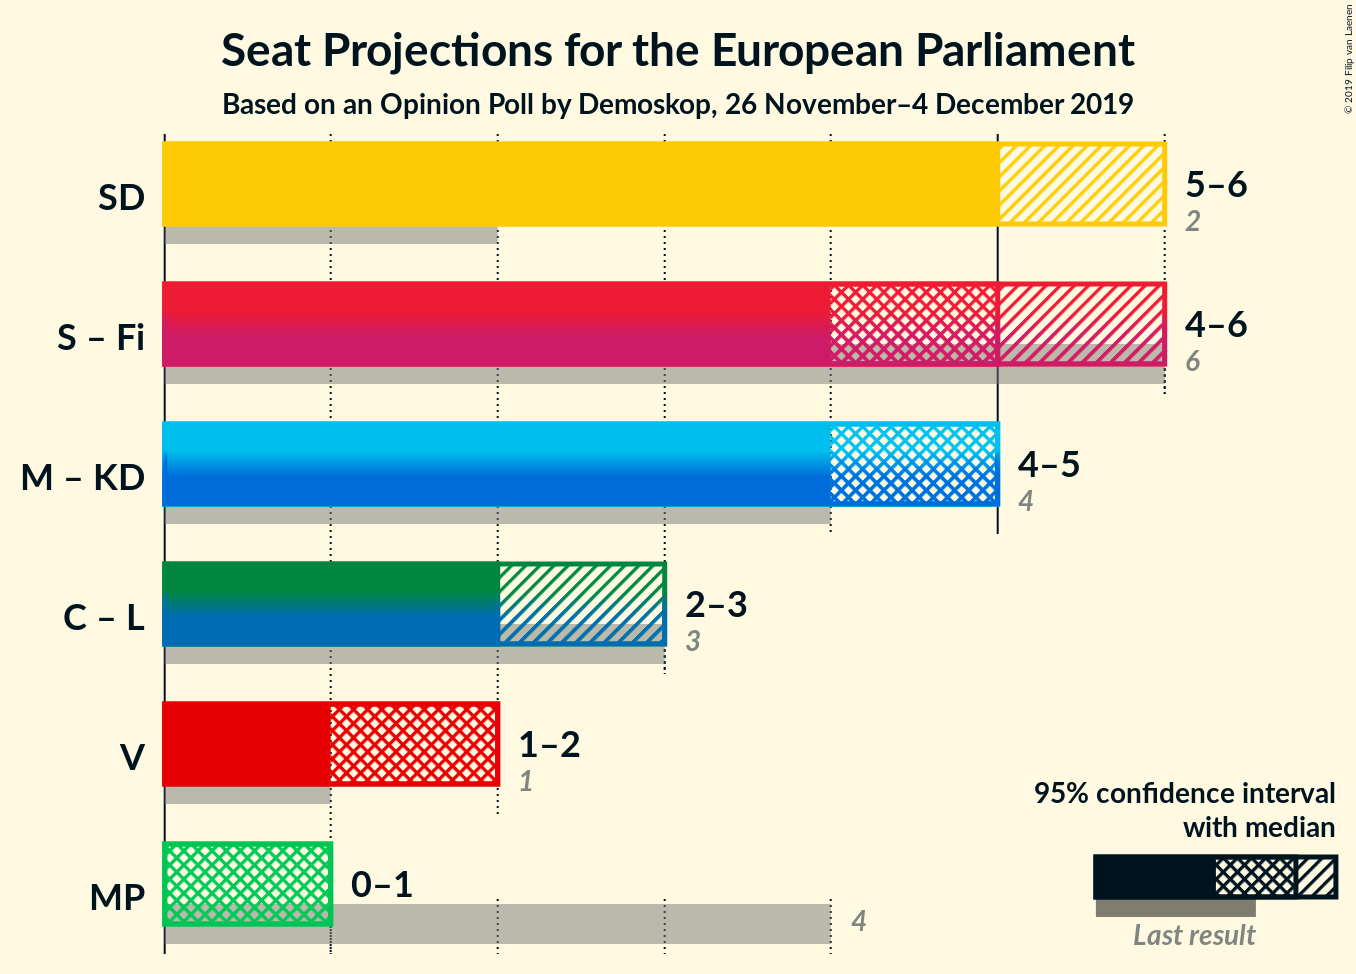 Seat Projections for the European Parliament
Based on an Opinion Poll by Demoskop, 26 November–4 December 2019
© 2019 Filip van Laenen
SD
5–6
2
S – Fi
4–6
6
M – KD
4–5
4
C – L
2–3
3
V
1–2
1
MP
0–1
4
95% confidence interval
with median
Last result